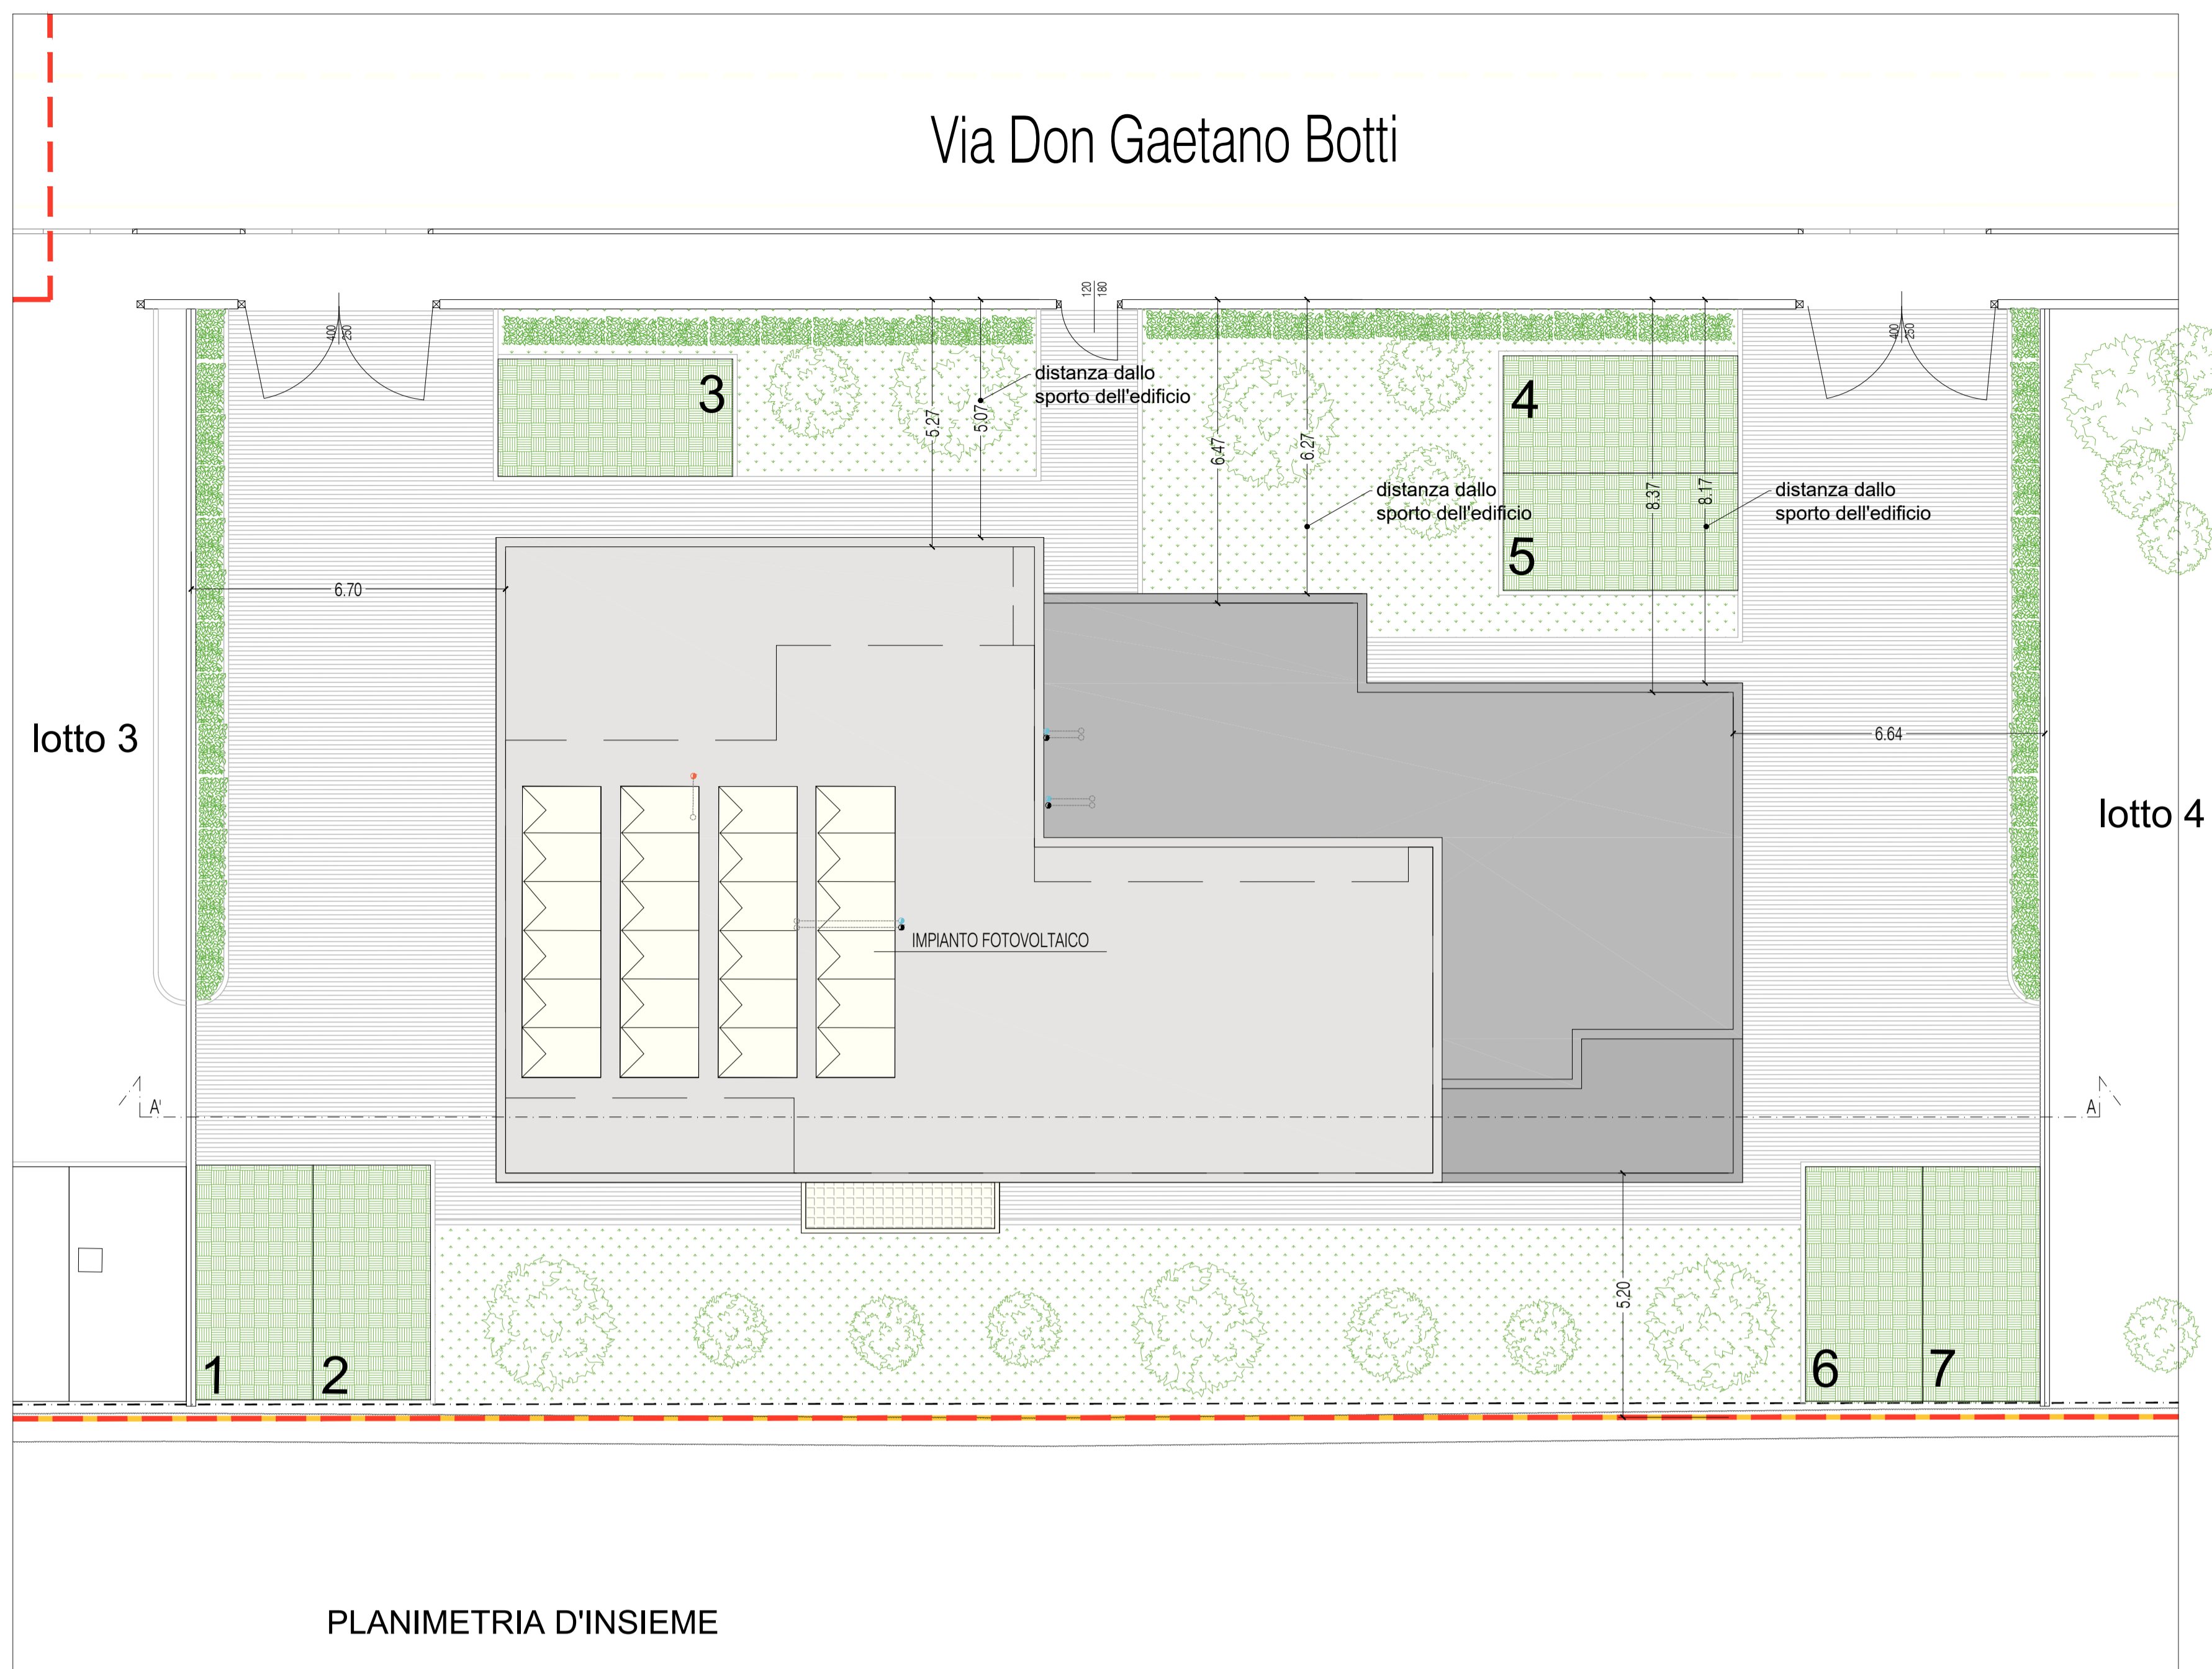 Via Don Gaetano Botti
400
250
120
180
400
250
3
distanza dallo
sporto dell'edificio
4
5.27
5.07
6.47
6.27
8.37
8.17
distanza dallo
sporto dell'edificio
distanza dallo
sporto dell'edificio
5
6.70
lotto 3
6.64
lotto 4
IMPIANTO FOTOVOLTAICO
A'
A
5.20
1
2
6
7
PLANIMETRIA D'INSIEME